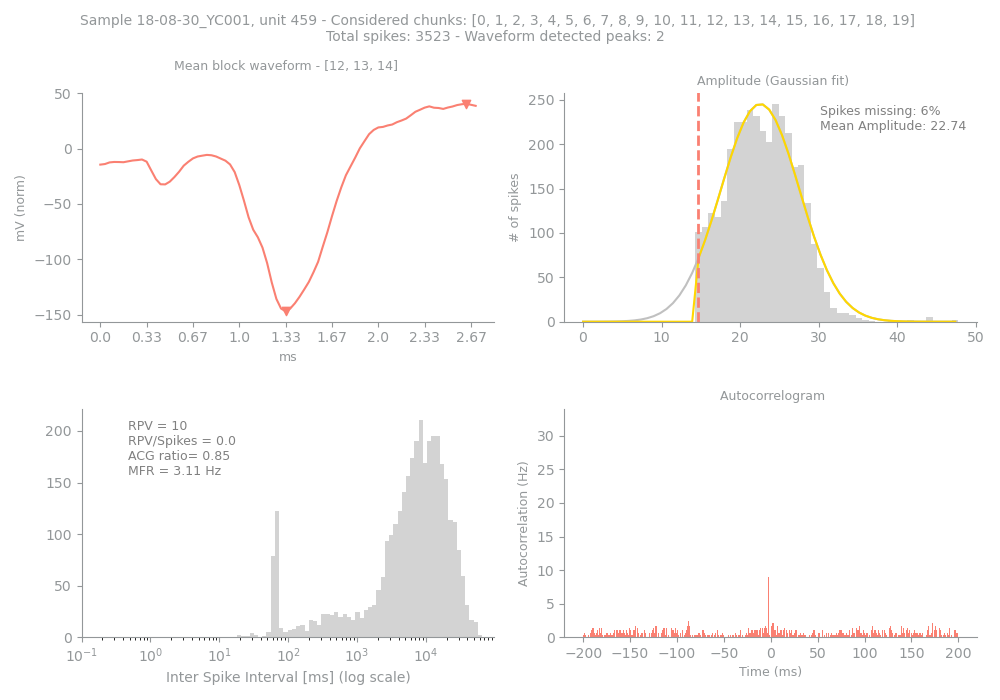 Sample 18-08-30_YC001, unit 459 - Considered chunks: [0, 1, 2, 3, 4, 5, 6, 7, 8, 9, 10, 11, 12, 13, 14, 15, 16, 17, 18, 19]
Total spikes: 3523 - Waveform detected peaks: 2
Mean block waveform - [12, 13, 14]
50
0
−50
−100
−150
mV (norm)
0.0 0.33 0.67 1.0 1.33 1.67 2.0 2.33 2.67
ms
Amplitude (Gaussian fit)
Spikes missing: 6%
Mean Amplitude: 22.74
250
200
150
100
50
0
# of spikes
0 10 20 30 40 50
RPV = 10
RPV/Spikes = 0.0
ACG ratio= 0.85
MFR = 3.11 Hz
200
150
100
50
0
10⁻¹ 10⁰ 10¹ 10² 10³ 10⁴
Inter Spike Interval [ms] (log scale)
Autocorrelogram
30
25
20
15
10
5
0
Autocorrelation (Hz)
−200 −150 −100 −50 0 50 100 150 200
Time (ms)